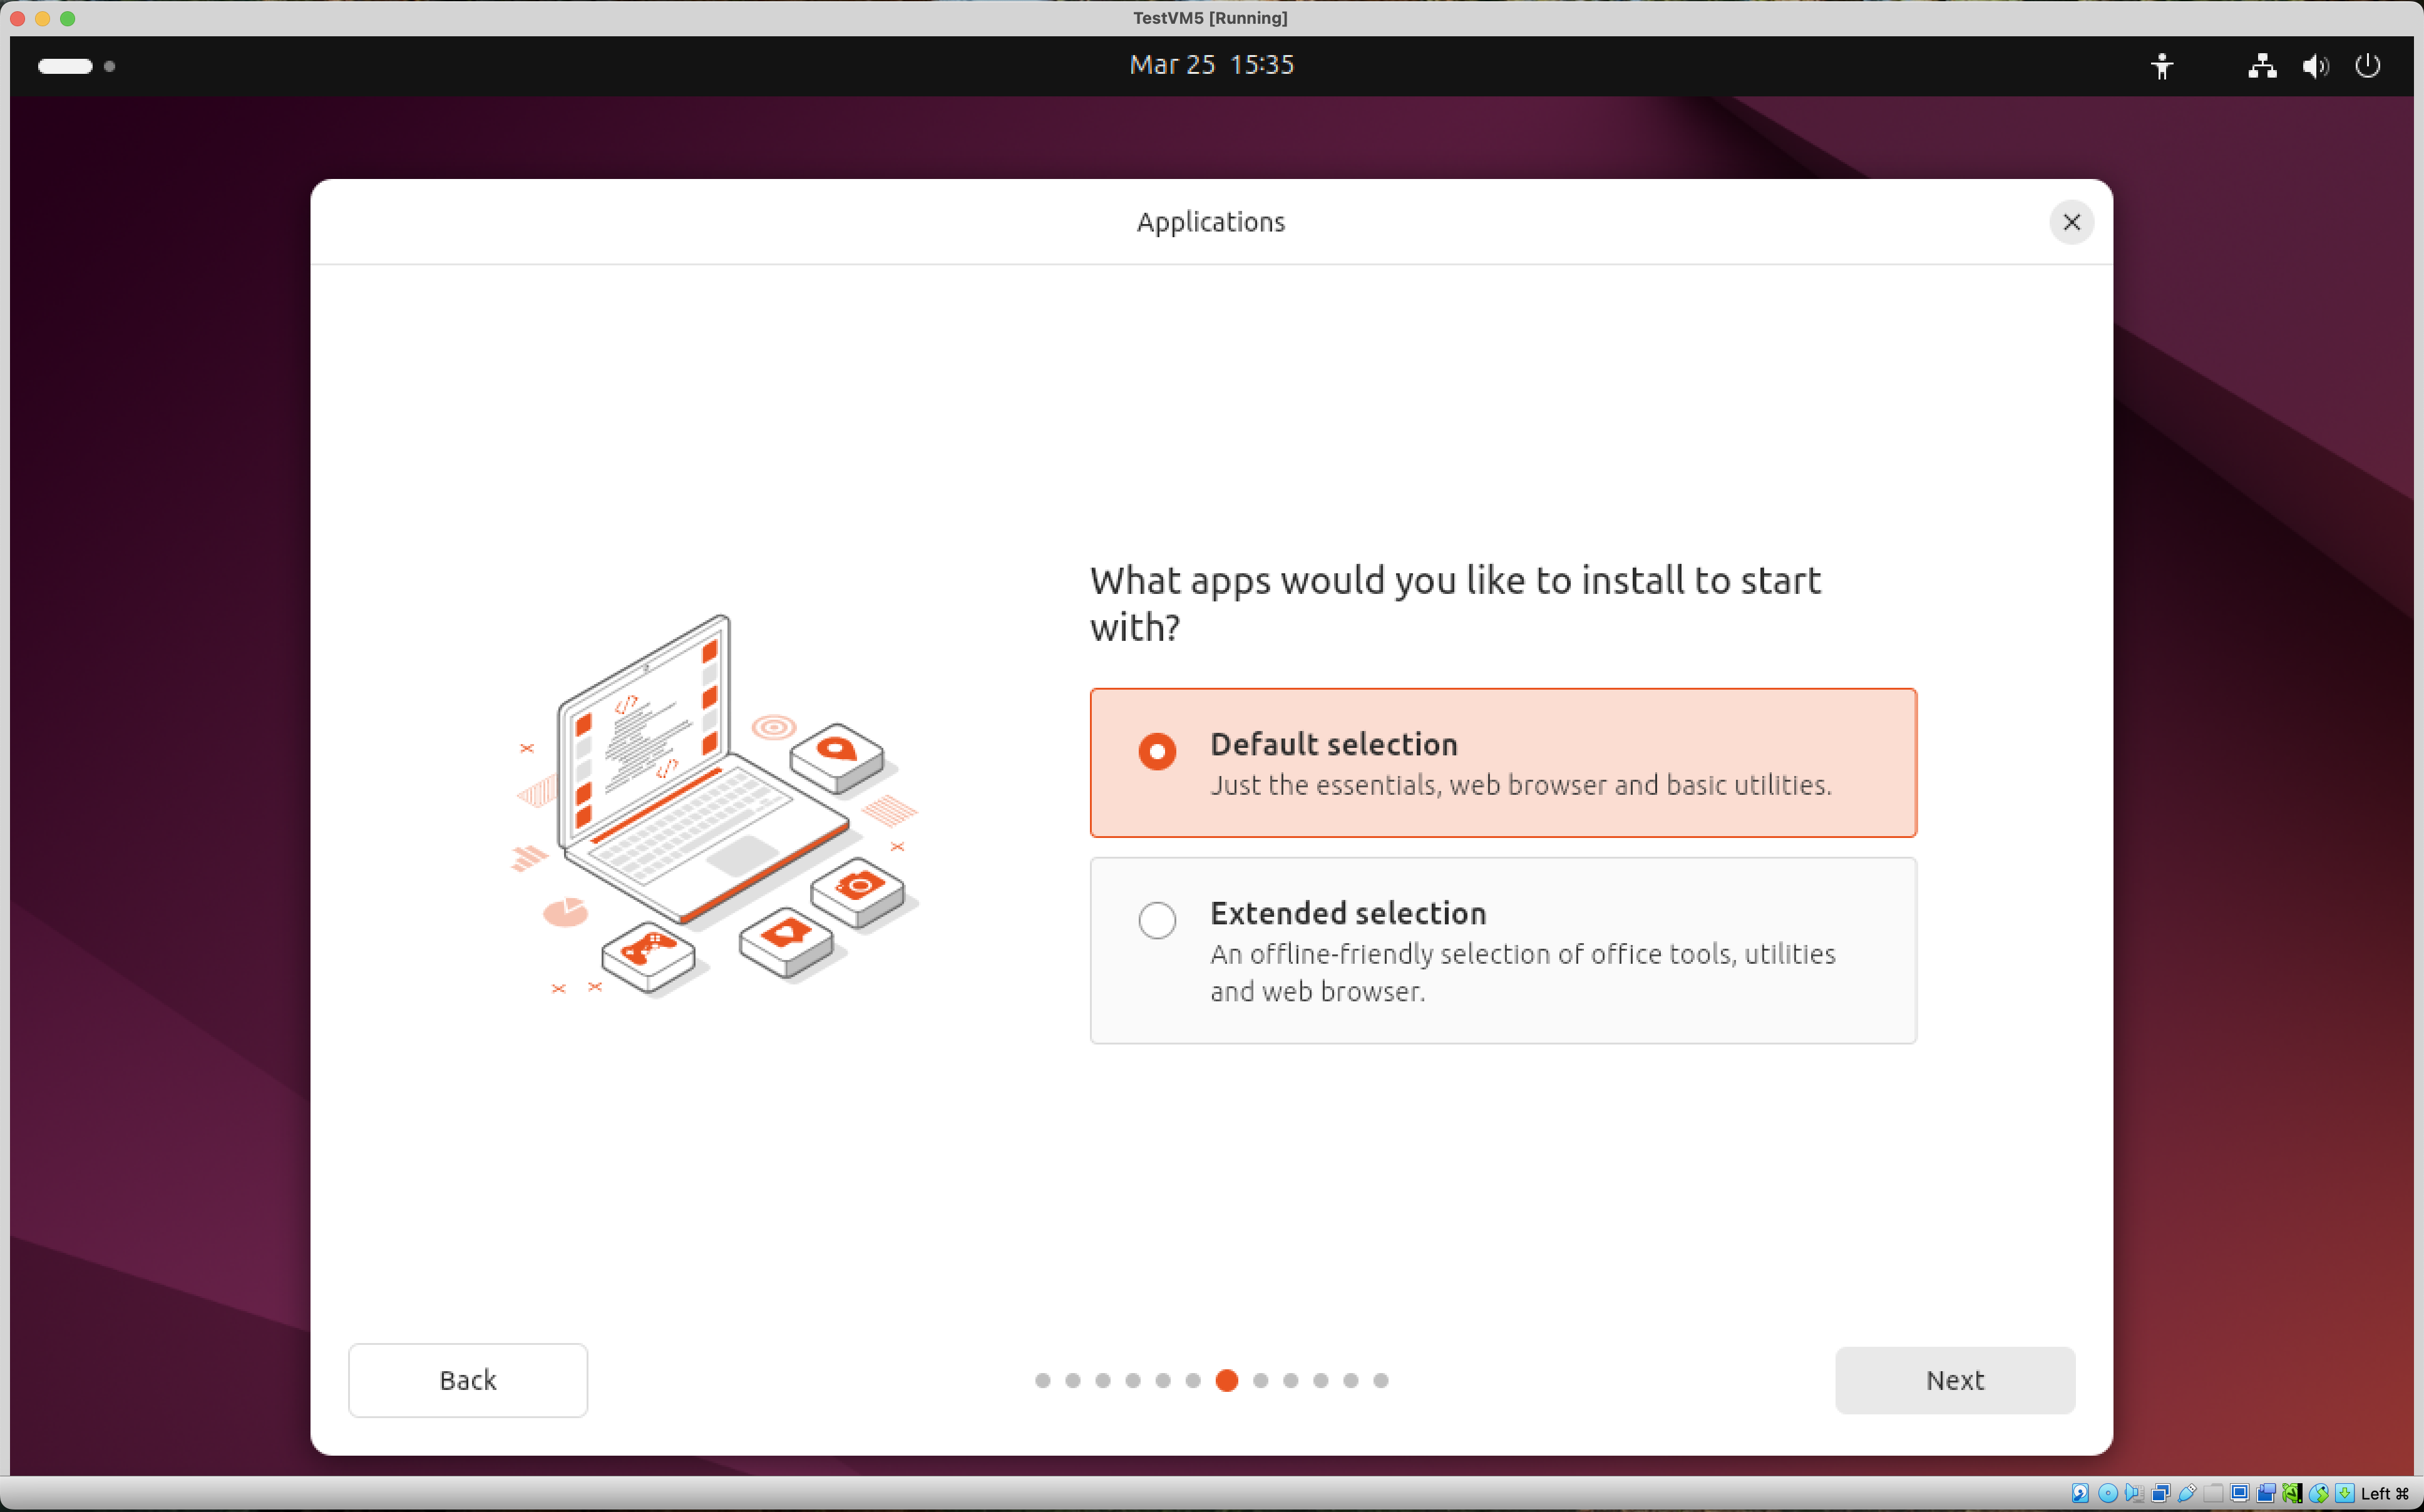 TestVM5 [Running]
Mar 25 15:35
Applications
What apps would you like to install to start
with?
Default selection
Just the essentials, web browser and basic utilities.
Extended selection
An offline-friendly selection of office tools, utilities
and web browser.
Back
Next
Left ⌘